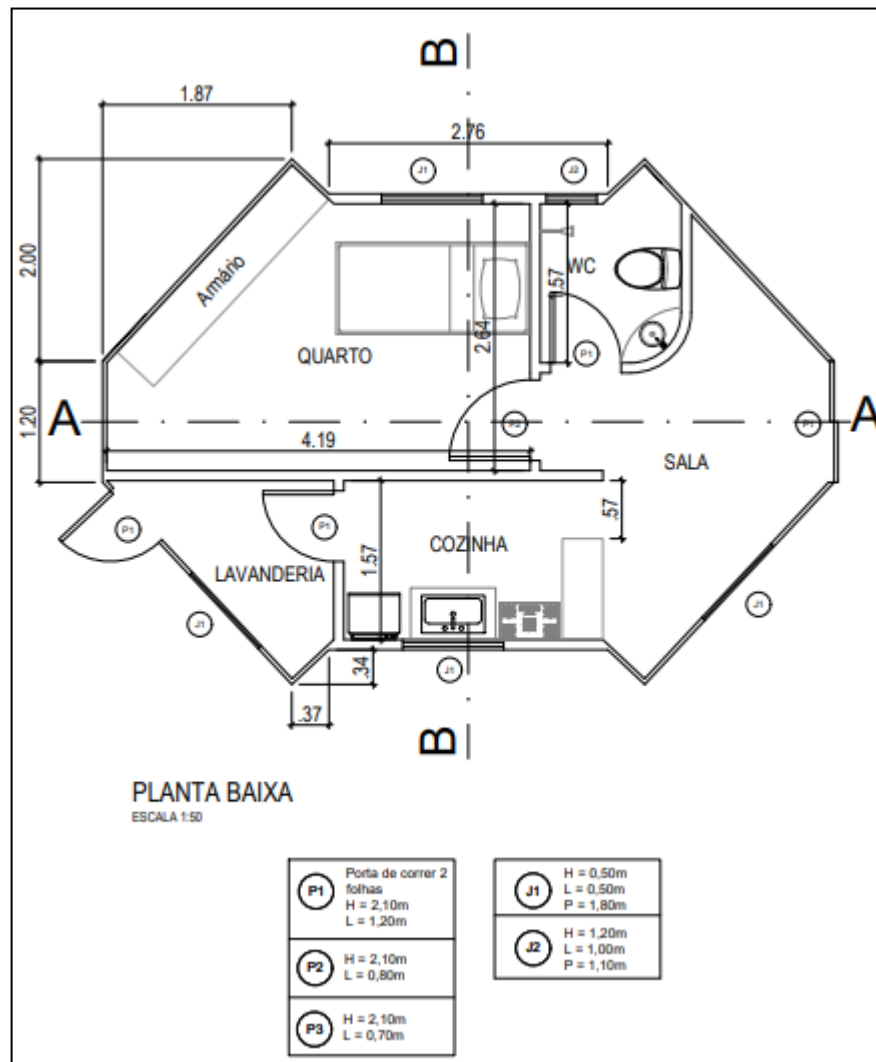 B
1.87
2.76
J1
J2
2.00
Armário
WC
.57
2.64
QUARTO
P1
1.20
A
P2
P1
A
4.19
SALA
.57
P1
P1
COZINHA
1.57
LAVANDERIA
J1
J1
J1
.34
.37
B
PLANTA BAIXA
ESCALA 1:50
P1
Porta de correr 2
folhas
H = 2,10m
L = 1,20m
P2
H = 2,10m
L = 0,80m
P3
H = 2,10m
L = 0,70m
J1
H = 0,50m
L = 0,50m
P = 1,80m
J2
H = 1,20m
L = 1,00m
P = 1,10m